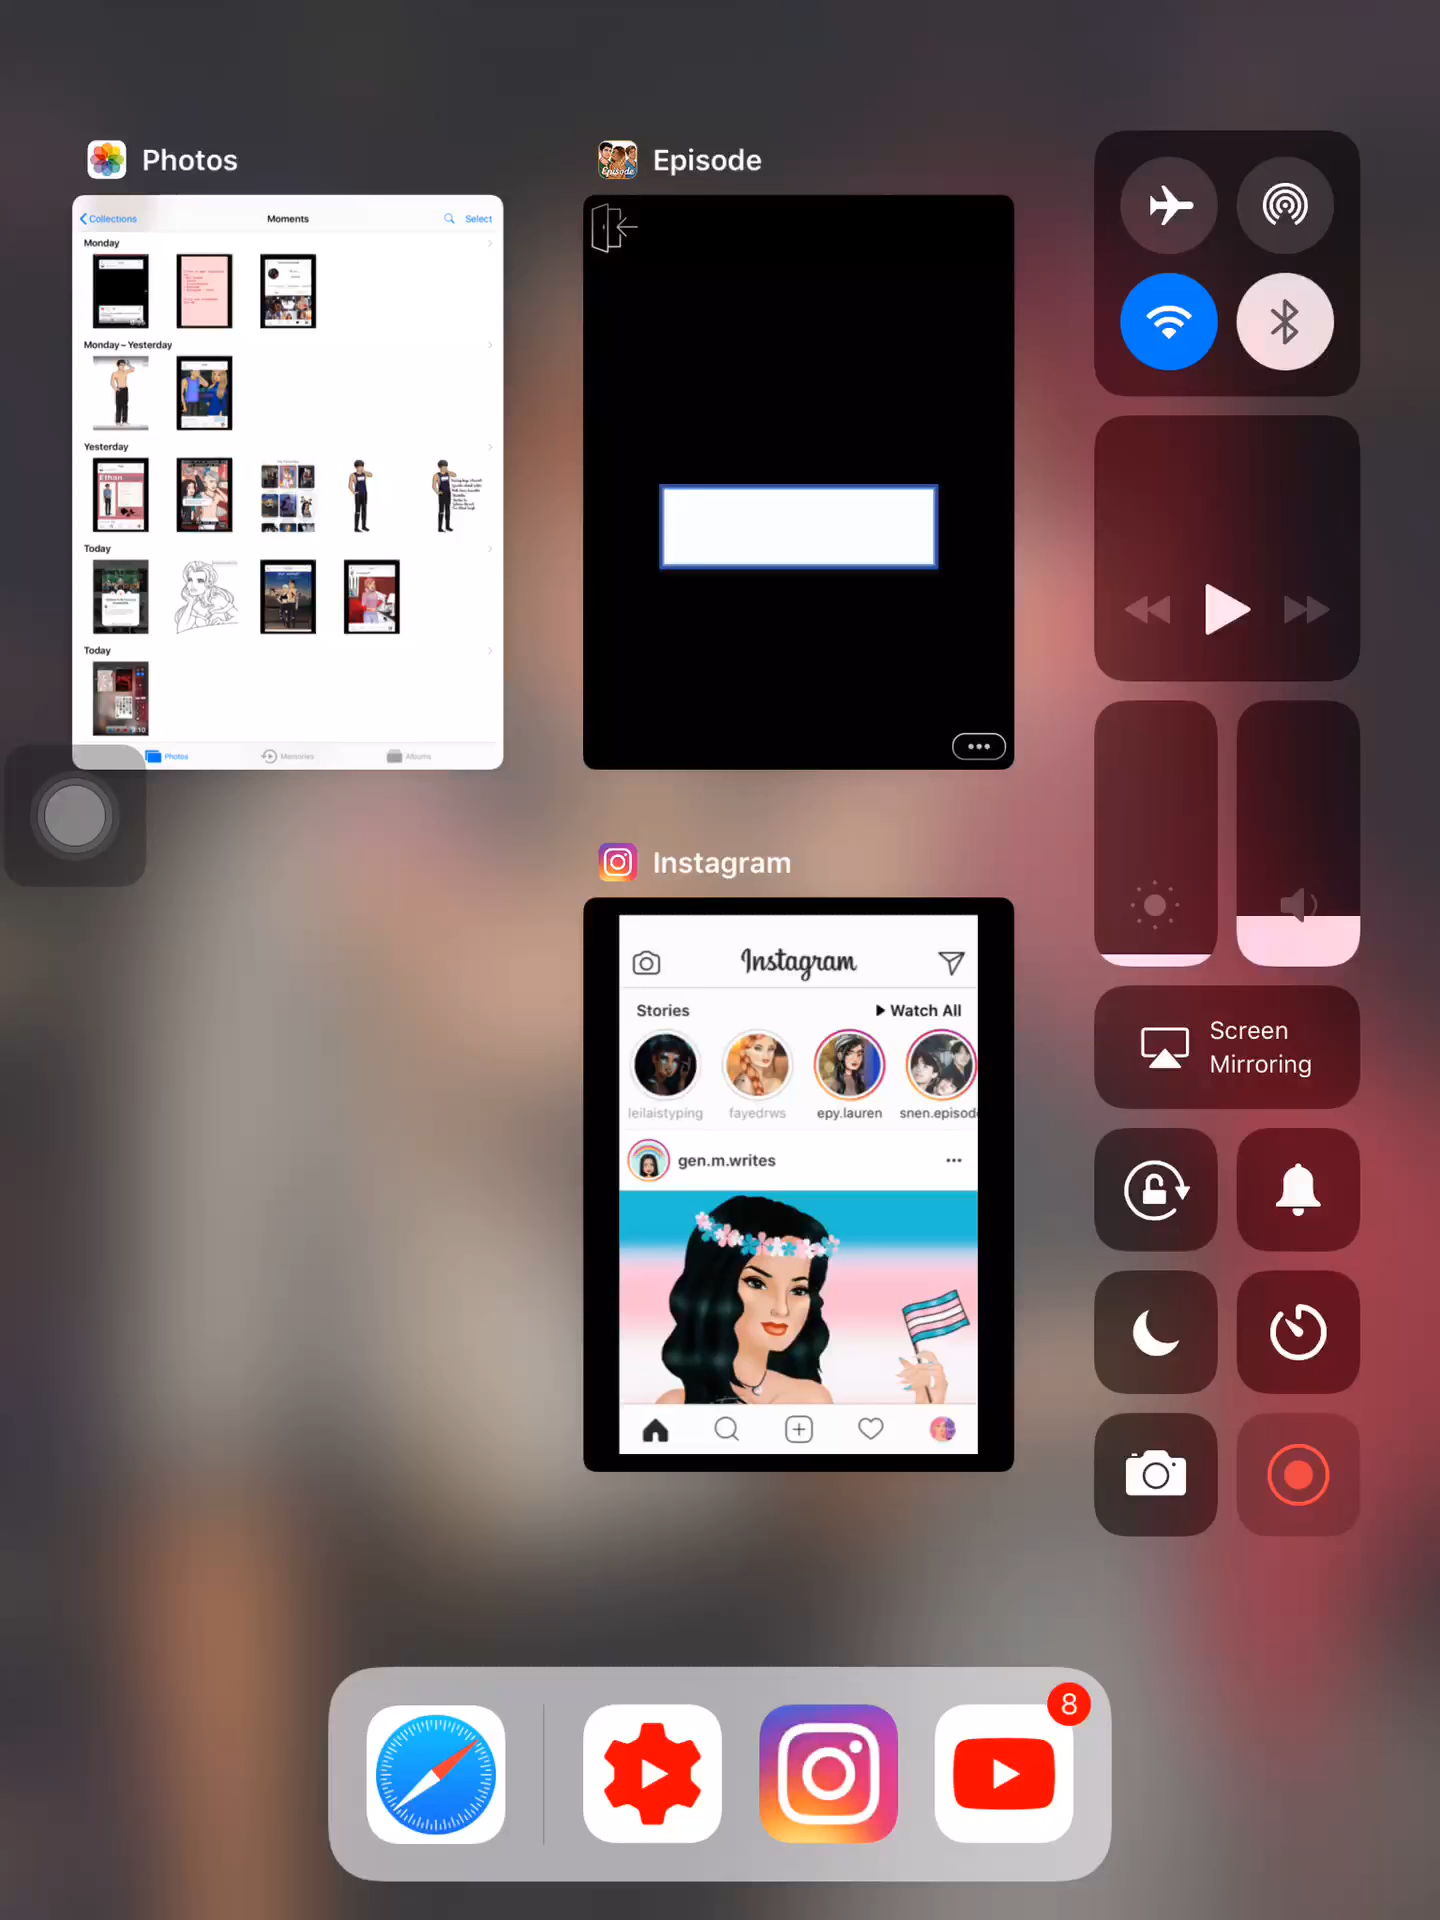 Photos
Collections
Moments
Select
Monday
Monday – Yesterday
Yesterday
Ethan
Today
Today
Photos
Memories
Albums
Episode
Instagram
Instagram
Stories
Watch All
leilaistyping
fayedrws
epy.lauren
snen.episod
gen.m.writes
Screen
Mirroring
8